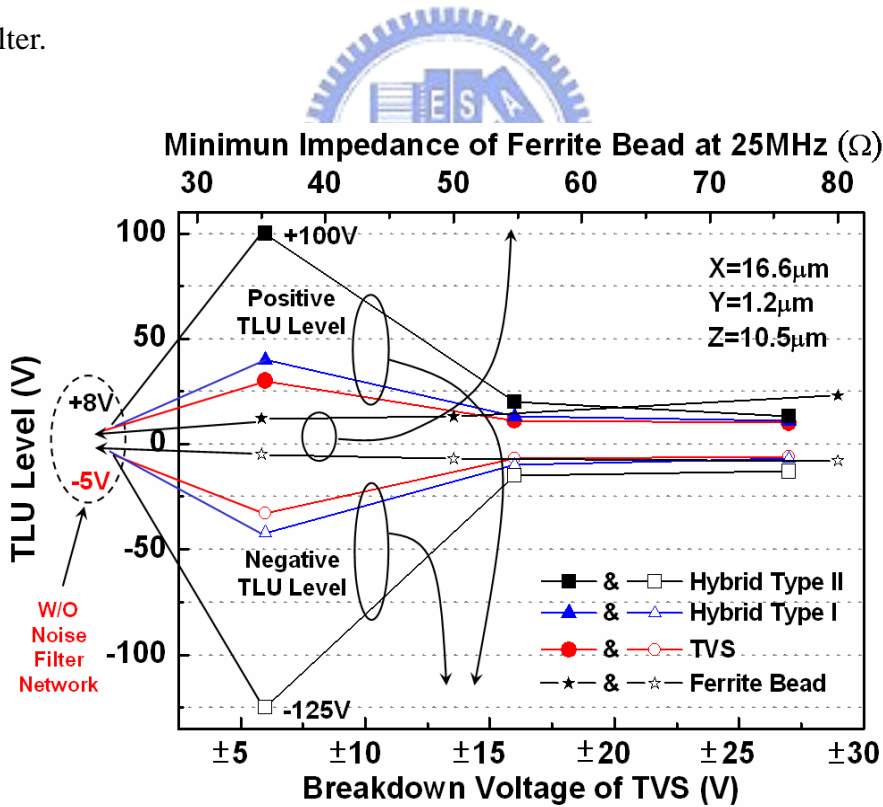 lter.
ESA
Minimun Impedance of Ferrite Bead at 25MHz (Ω)
30 40 50 60 70 80
100
50
0
-50
-100
TLU Level (V)
+100V
Positive
TLU Level
X=16.6μm
Y=1.2μm
Z=10.5μm
+8V
-5V
W/O
Noise
Filter
Network
Negative
TLU Level
-125V
& Hybrid Type II
& Hybrid Type I
& TVS
& Ferrite Bead
±5 ±10 ±15 ±20 ±25 ±30
Breakdown Voltage of TVS (V)